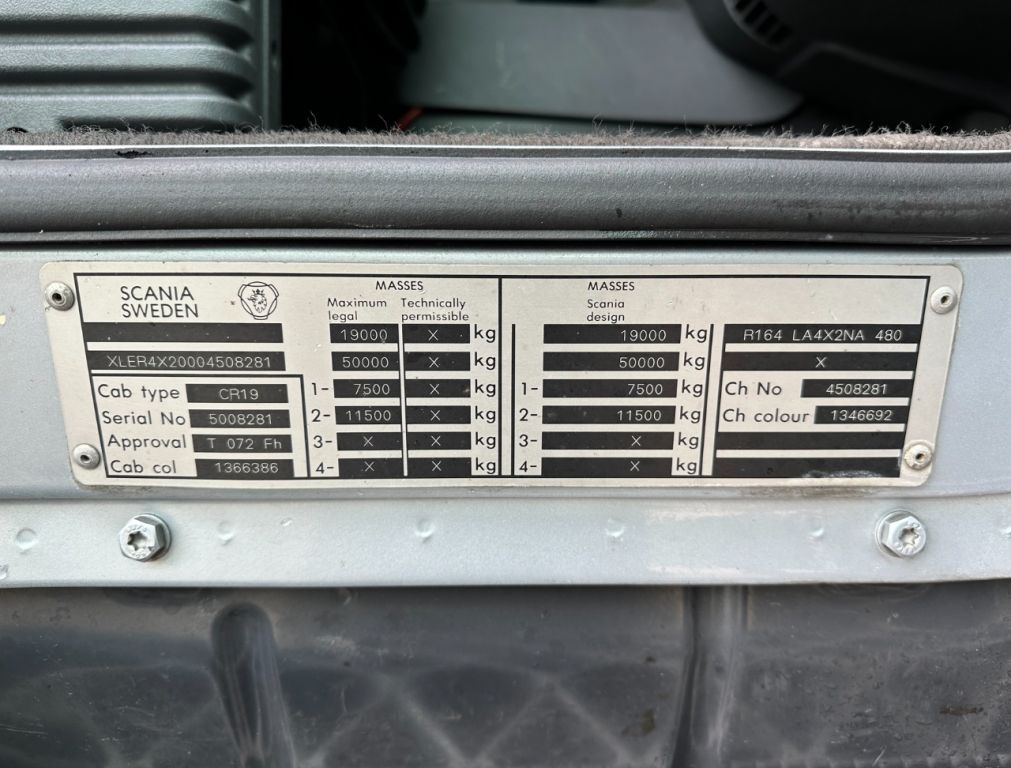 SCANIA
SWEDEN
XLER4X20004508281
Cab type CR19
Serial No 5008281
Approval T 072 Fh
Cab col 1366386
MASSES
Maximum legal Technically permissible
19000 X kg
50000 X kg
1- 7500 X kg
2- 11500 X kg
3- X X kg
4- X X kg
MASSES
Scania design
19000 kg
50000 kg
1- 7500 kg
2- 11500 kg
3- X kg
4- X kg
R164 LA4X2NA 480
X
Ch No 4508281
Ch colour 1346692